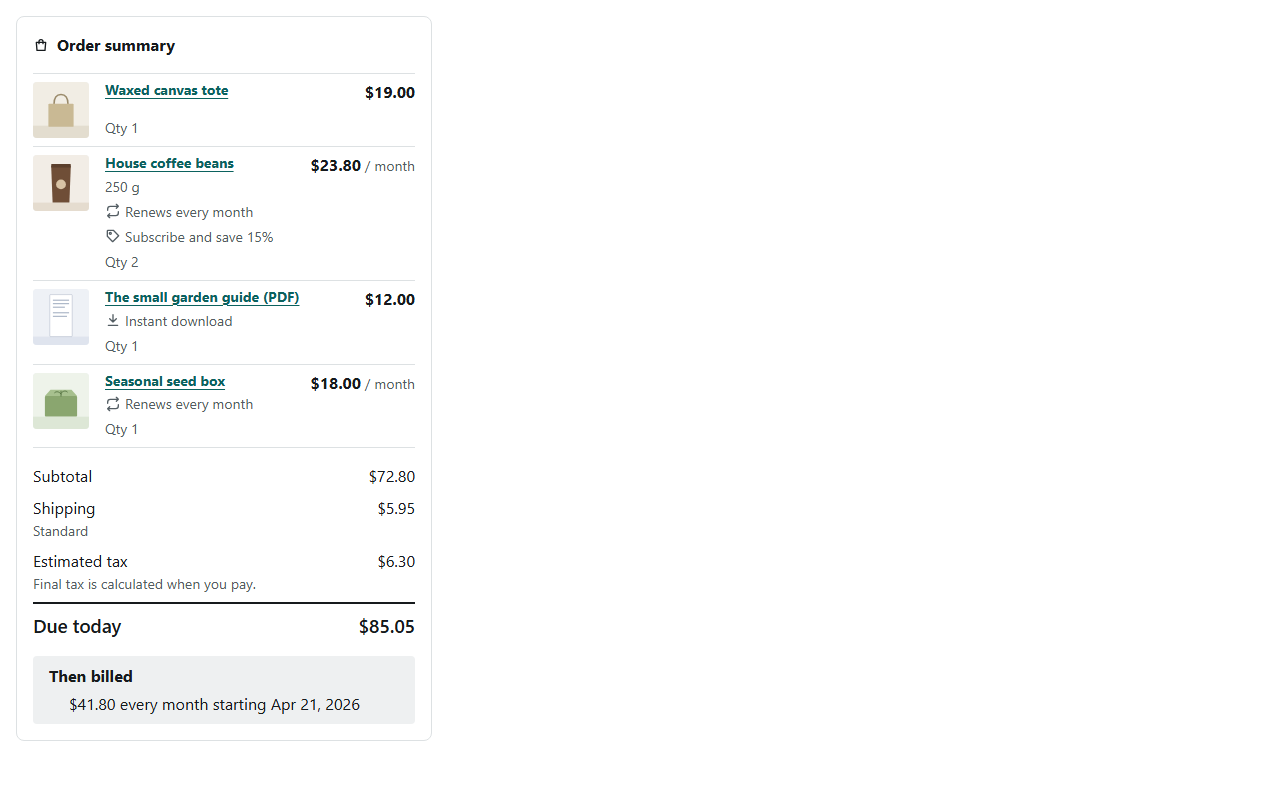 Order summary
Waxed canvas tote $19.00
Qty 1
House coffee beans $23.80 / month
250 g
Renews every month
Subscribe and save 15%
Qty 2
The small garden guide (PDF) $12.00
Instant download
Qty 1
Seasonal seed box $18.00 / month
Renews every month
Qty 1
Subtotal $72.80
Shipping $5.95
Standard
Estimated tax $6.30
Final tax is calculated when you pay.
Due today $85.05
Then billed
$41.80 every month starting Apr 21, 2026